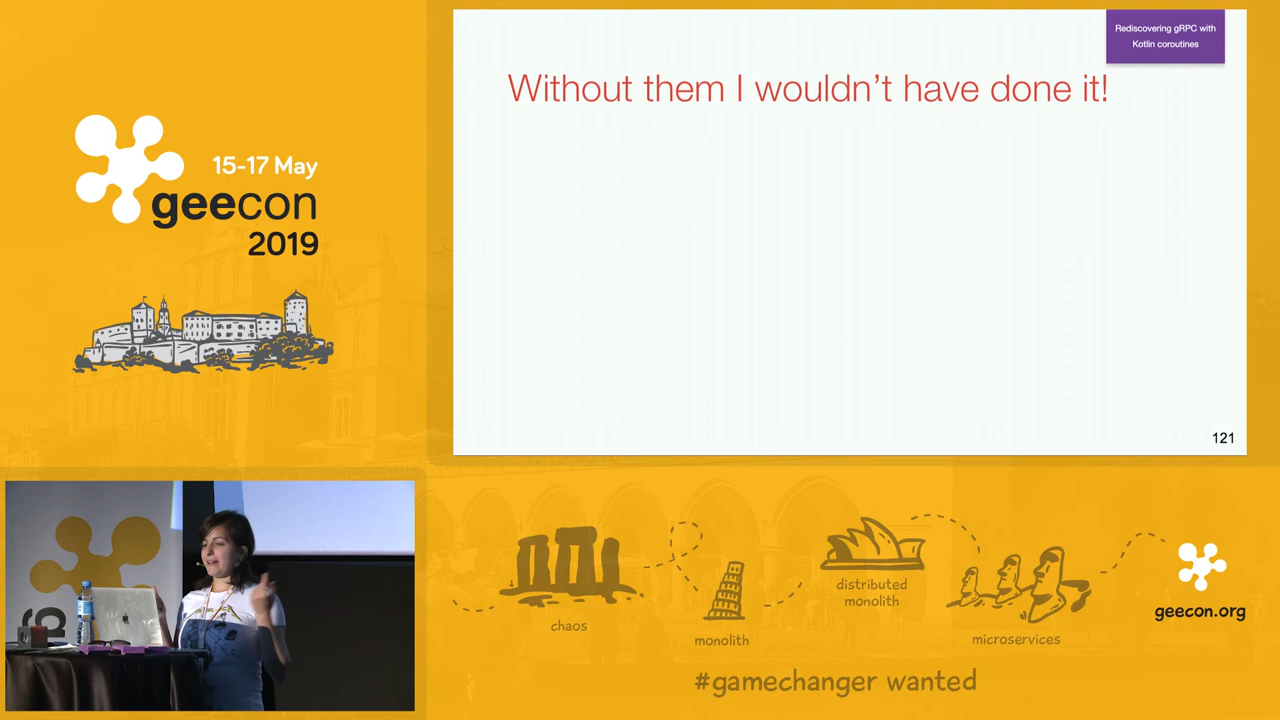 15-17 May
geecon
2019
Rediscovering gRPC with
Kotlin coroutines
Without them I wouldn't have done it!
121
chaos
monolith
distributed
monolith
microservices
geecon.org
#gamechanger wanted